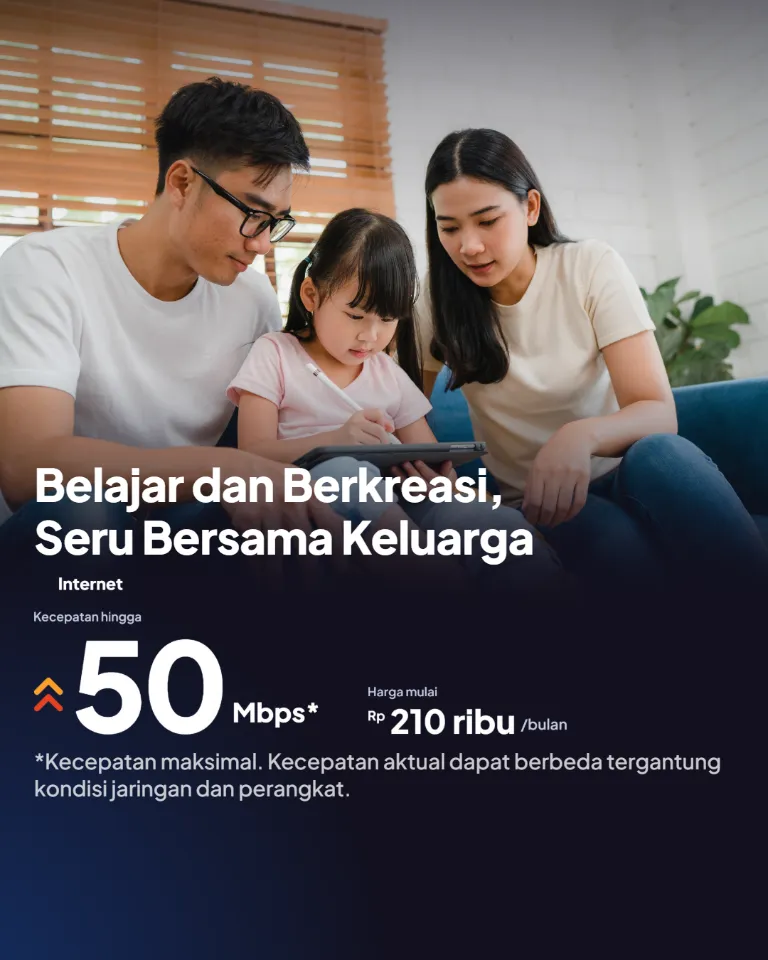 Belajar dan Berkreasi,
Seru Bersama Keluarga
Internet
Kecepatan hingga
50 Mbps*
Harga mulai
Rp 210 ribu /bulan
*Kecepatan maksimal. Kecepatan aktual dapat berbeda tergantung
kondisi jaringan dan perangkat.